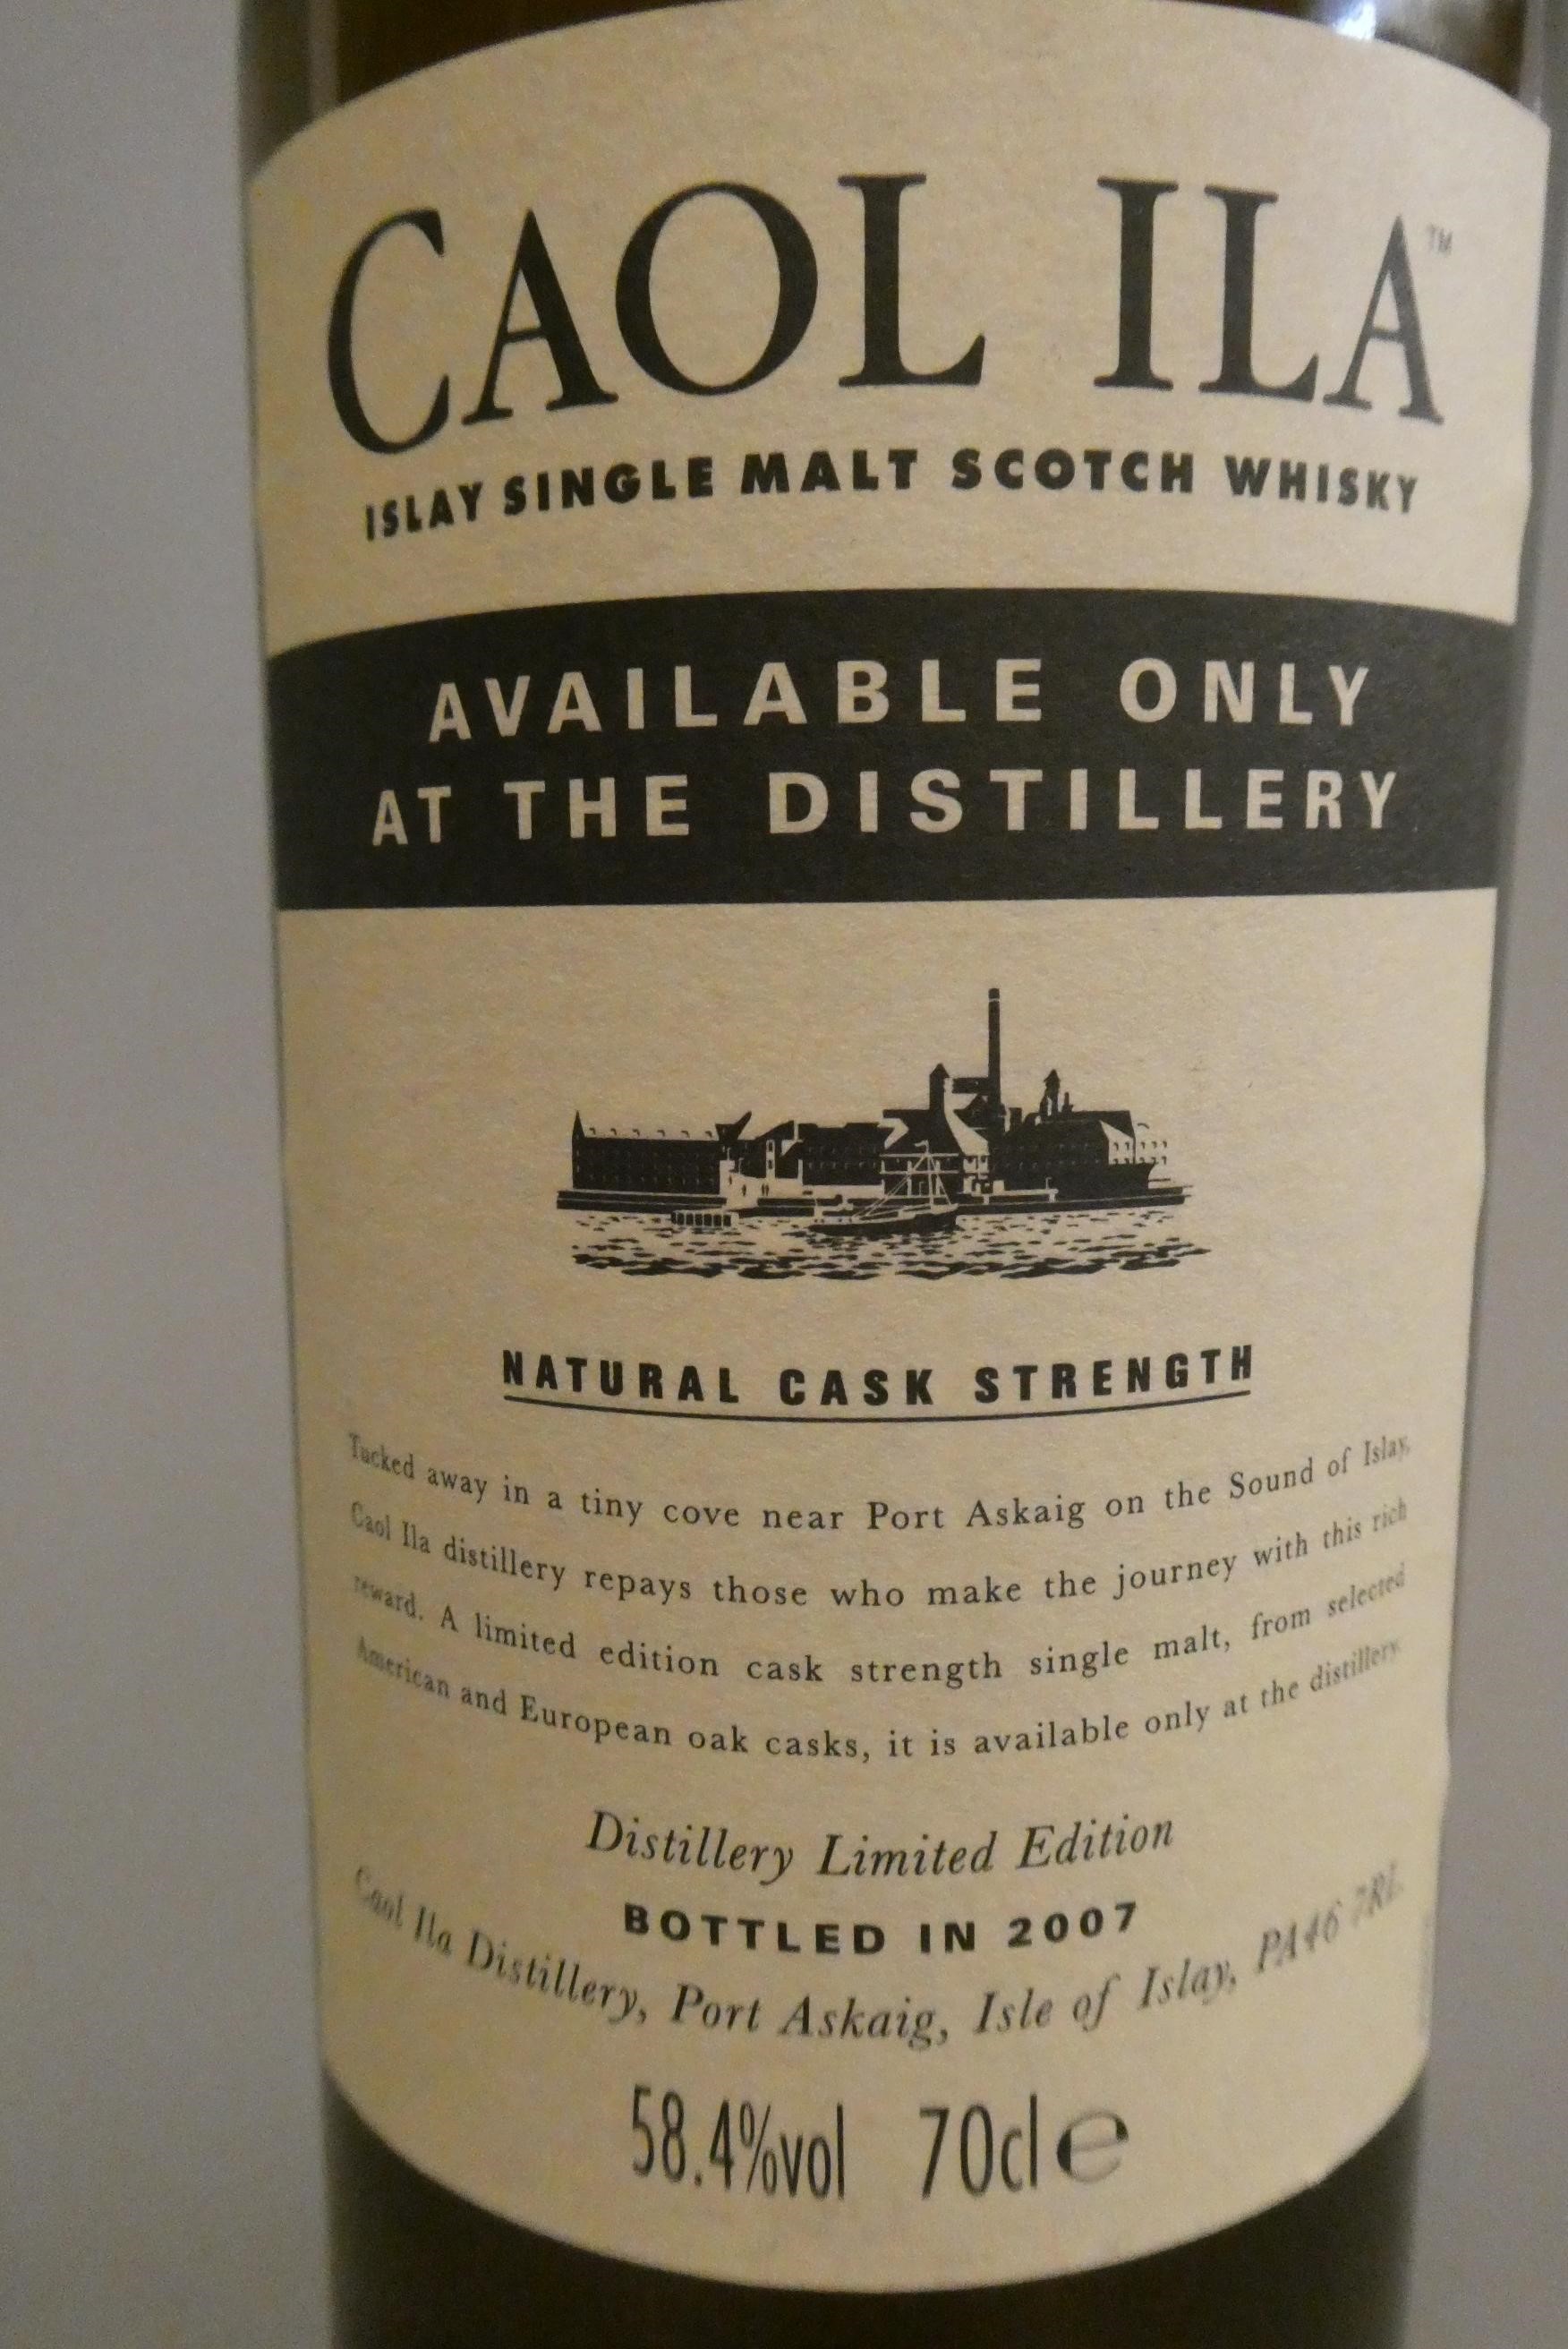 CAOL ILA™
ISLAY SINGLE MALT SCOTCH WHISKY
AVAILABLE ONLY
AT THE DISTILLERY
NATURAL CASK STRENGTH
Tucked away in a tiny cove near Port Askaig on the Sound of Islay,
Caol Ila distillery repays those who make the journey with this rich
reward. A limited edition cask strength single malt, from selected
American and European oak casks, it is available only at the distillery.
Distillery Limited Edition
BOTTLED IN 2007
Caol Ila Distillery, Port Askaig, Isle of Islay, PA46 7RL
58.4%vol 70cl e